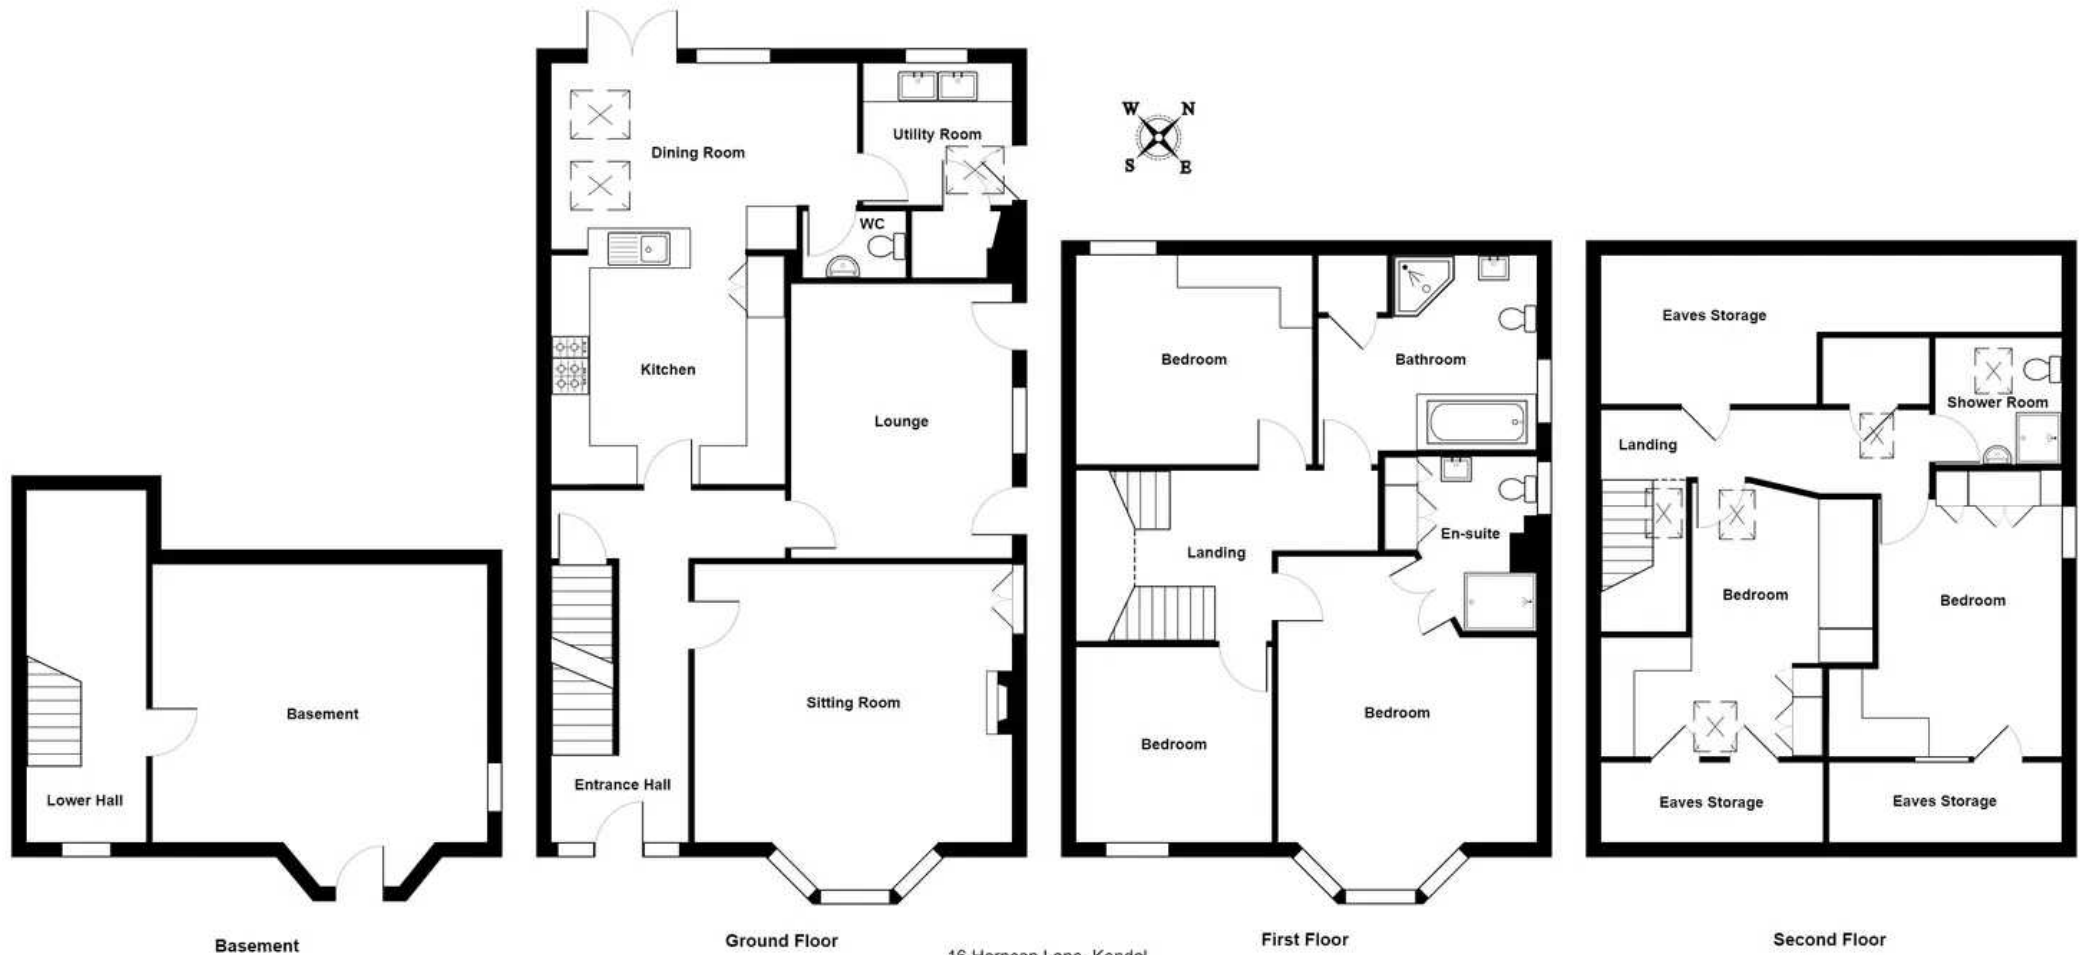 Lower Hall
Basement
Basement
Dining Room
Utility Room
WC
Kitchen
Lounge
Sitting Room
Entrance Hall
Ground Floor
W N
S E
Bedroom
Bathroom
En-suite
Landing
Bedroom
Bedroom
First Floor
Eaves Storage
Shower Room
Landing
Bedroom
Bedroom
Eaves Storage
Eaves Storage
Second Floor
Lane, Kendal